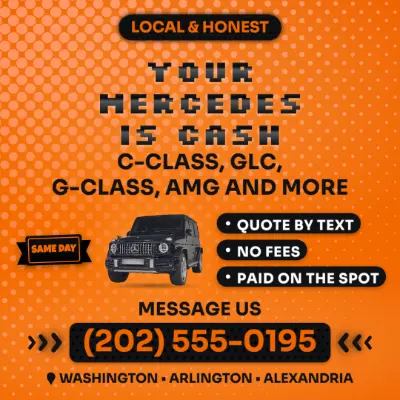 LOCAL & HONEST
YOUR
MERCEDES
IS CASH
C-CLASS, GLC,
G-CLASS, AMG AND MORE
• QUOTE BY TEXT
SAME DAY
• NO FEES
• PAID ON THE SPOT
MESSAGE US
(202) 555-0195
WASHINGTON • ARLINGTON • ALEXANDRIA